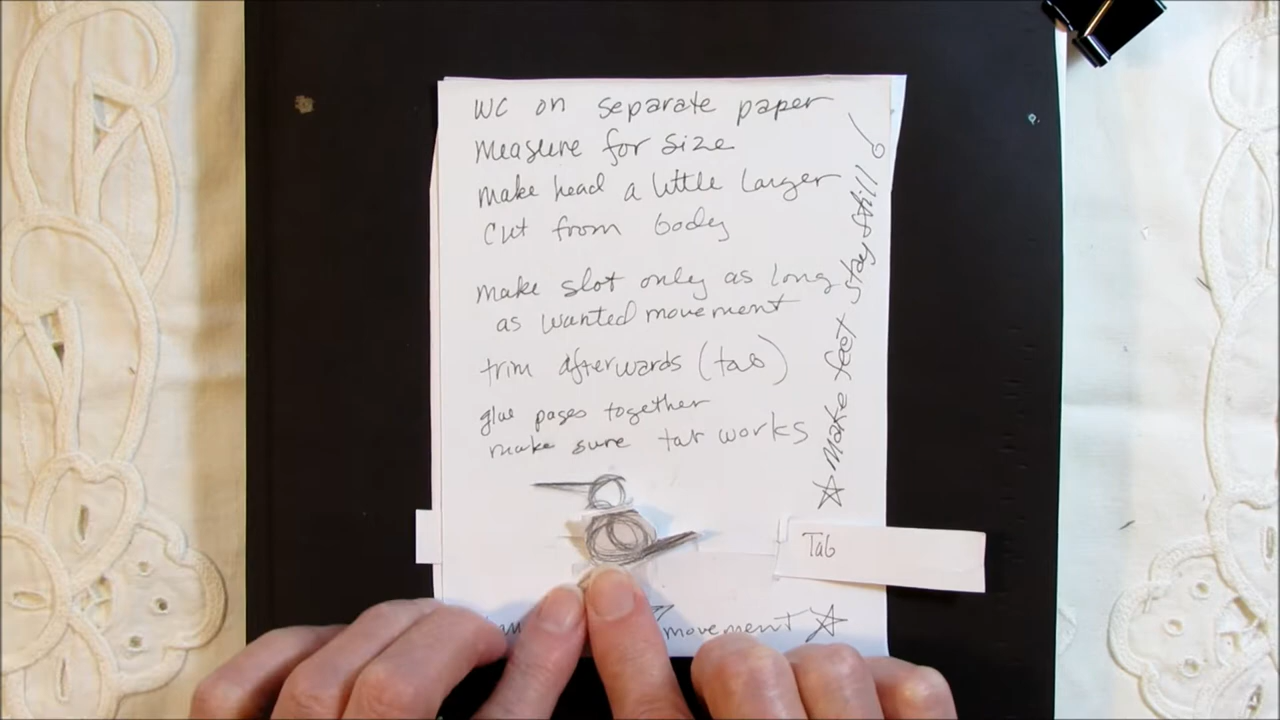 WC on separate paper
measure for size
make head a little larger
cut from body
make slot only as long
as wanted movement
trim afterwards (tab)
glue pages together
make sure tab works
☆ Make feet stay still
Tab
movement ☆